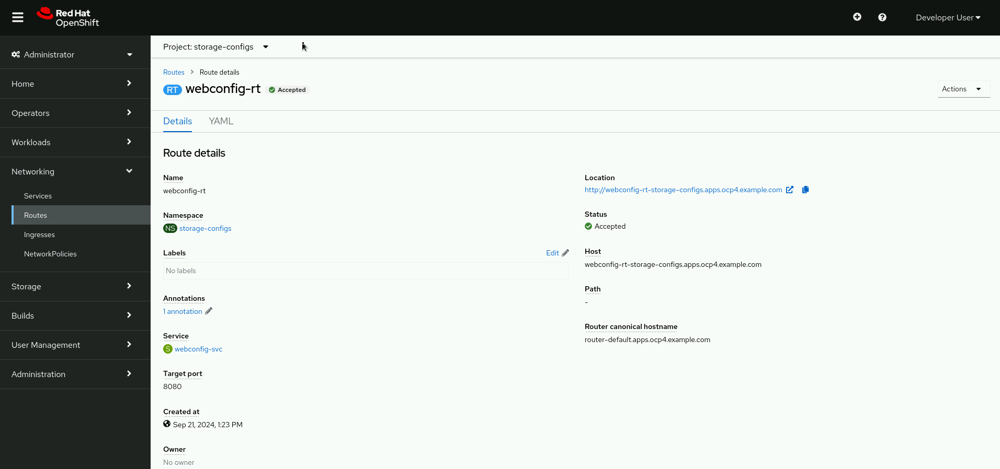 Red Hat
OpenShift
Developer User
Administrator
Home
Operators
Workloads
Networking
Services
Routes
Ingresses
NetworkPolicies
Storage
Builds
User Management
Administration
Project: storage-configs
Routes > Route details
RT webconfig-rt Accepted
Actions
Details YAML
Route details
Name
webconfig-rt
Namespace
NS storage-configs
Labels Edit
No labels
Annotations
1 annotation
Service
S webconfig-svc
Target port
8080
Created at
Sep 21, 2024, 1:23 PM
Owner
No owner
Location
http://webconfig-rt-storage-configs.apps.ocp4.example.com
Status
Accepted
Host
webconfig-rt-storage-configs.apps.ocp4.example.com
Path
-
Router canonical hostname
router-default.apps.ocp4.example.com